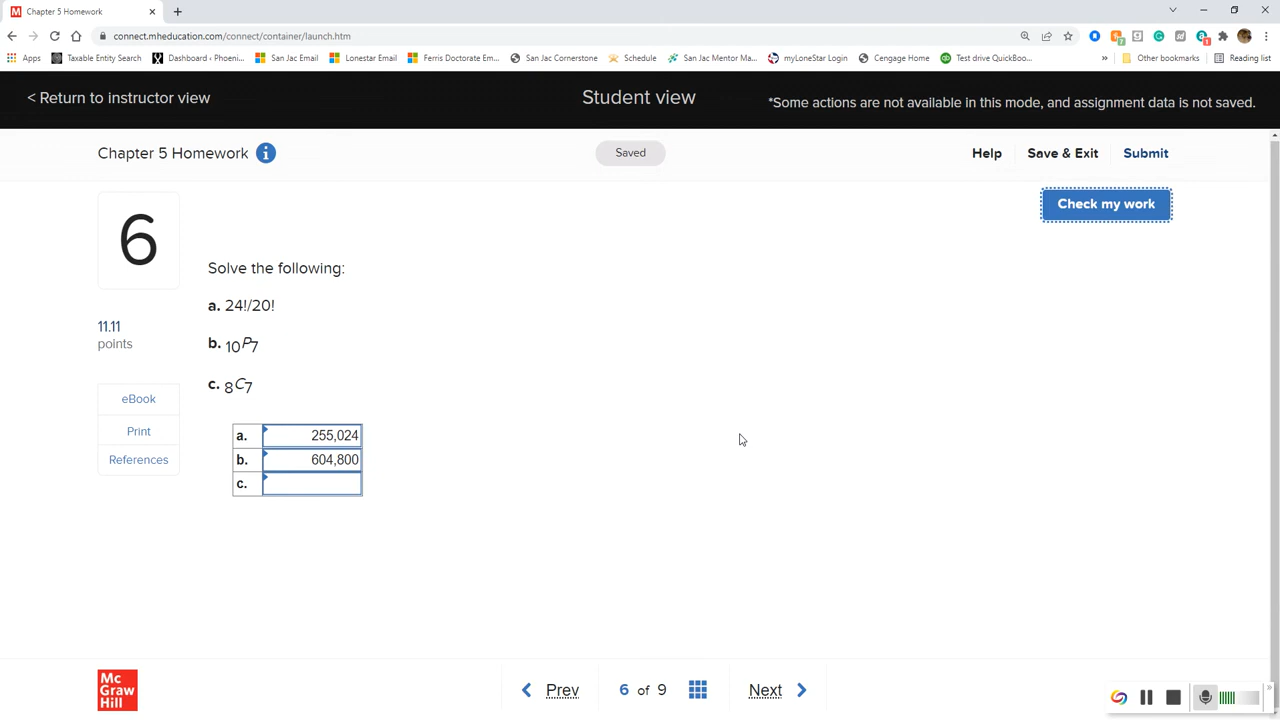 Chapter 5 Homework
connect.mheducation.com/connect/container/launch.htm
Apps Taxable Entity Search Dashboard ‹ Phoeni... San Jac Email Lonestar Email Ferris Doctorate Em... San Jac Cornerstone Schedule San Jac Mentor Ma... myLoneStar Login Cengage Home Test drive QuickBoo... » Other bookmarks Reading list
< Return to instructor view
Student view
*Some actions are not available in this mode, and assignment data is not saved.
Chapter 5 Homework i
Saved
Help Save & Exit Submit
Check my work
6
11.11
points
eBook
Print
References
Solve the following:
a. 24!/20!
b. 10P7
c. 8C7
a. 255,024
b. 604,800
c.
Mc
Graw
Hill
Prev 6 of 9 Next